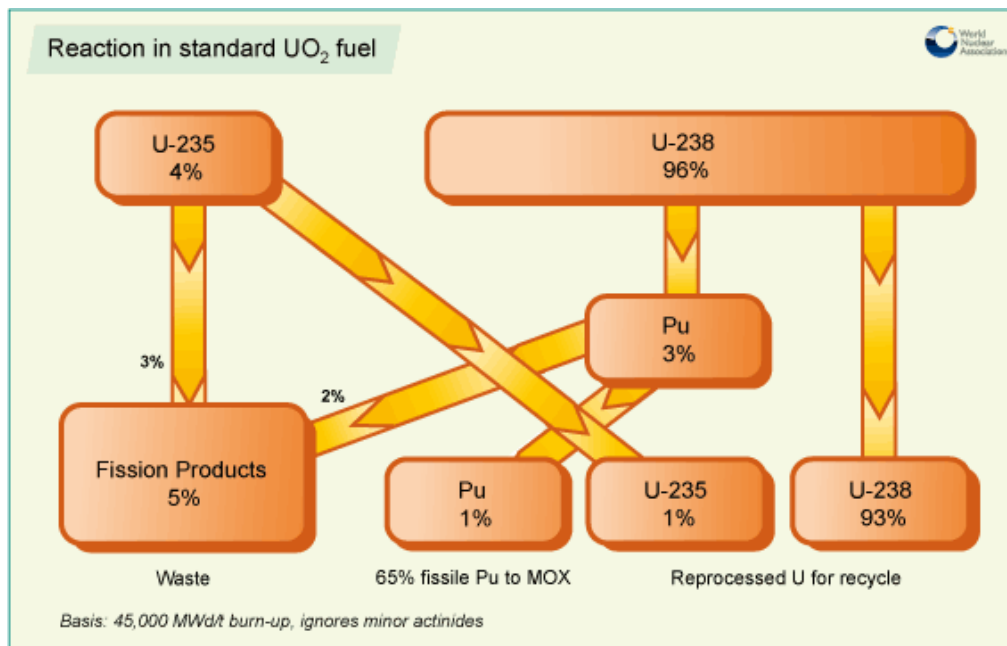 Reaction in standard UO₂ fuel
World
Nuclear
Association
U-235
4%
U-238
96%
Pu
3%
3%
2%
Fission Products
5%
Pu
1%
U-235
1%
U-238
93%
Waste
65% fissile Pu to MOX
Reprocessed U for recycle
Basis: 45,000 MWd/t burn-up, ignores minor actinides